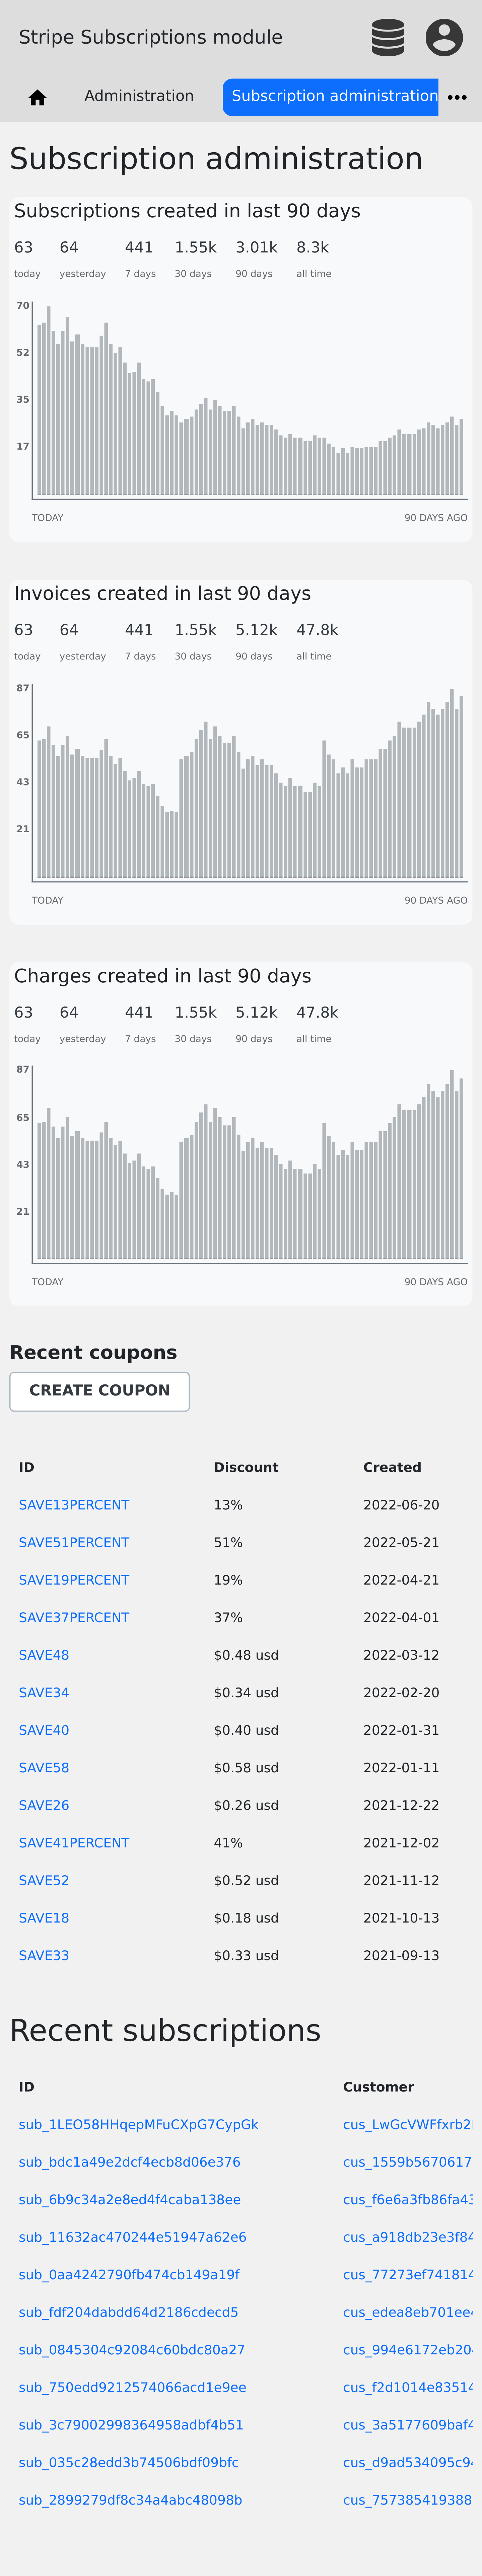 Stripe Subscriptions module
Administration Subscription administration
Subscription administration
Subscriptions created in last 90 days
63 64 441 1.55k 3.01k 8.3k
today yesterday 7 days 30 days 90 days all time
70
52
35
17
TODAY 90 DAYS AGO
Invoices created in last 90 days
63 64 441 1.55k 5.12k 47.8k
today yesterday 7 days 30 days 90 days all time
87
65
43
21
TODAY 90 DAYS AGO
Charges created in last 90 days
63 64 441 1.55k 5.12k 47.8k
today yesterday 7 days 30 days 90 days all time
87
65
43
21
TODAY 90 DAYS AGO
Recent coupons
CREATE COUPON
ID Discount Created
SAVE13PERCENT 13% 2022-06-20
SAVE51PERCENT 51% 2022-05-21
SAVE19PERCENT 19% 2022-04-21
SAVE37PERCENT 37% 2022-04-01
SAVE48 $0.48 usd 2022-03-12
SAVE34 $0.34 usd 2022-02-20
SAVE40 $0.40 usd 2022-01-31
SAVE58 $0.58 usd 2022-01-11
SAVE26 $0.26 usd 2021-12-22
SAVE41PERCENT 41% 2021-12-02
SAVE52 $0.52 usd 2021-11-12
SAVE18 $0.18 usd 2021-10-13
SAVE33 $0.33 usd 2021-09-13
Recent subscriptions
ID Customer
sub_1LEO58HHqepMFuCXpG7CypGk cus_LwGcVWFfxrb2
sub_bdc1a49e2dcf4ecb8d06e376 cus_1559b5670617
sub_6b9c34a2e8ed4f4caba138ee cus_f6e6a3fb86fa43
sub_11632ac470244e51947a62e6 cus_a918db23e3f84
sub_0aa4242790fb474cb149a19f cus_77273ef741814
sub_fdf204dabdd64d2186cdecd5 cus_edea8eb701ee4
sub_0845304c92084c60bdc80a27 cus_994e6172eb20
sub_750edd9212574066acd1e9ee cus_f2d1014e83514
sub_3c79002998364958adbf4b51 cus_3a5177609baf4
sub_035c28edd3b74506bdf09bfc cus_d9ad534095c94
sub_2899279df8c34a4abc48098b cus_757385419388